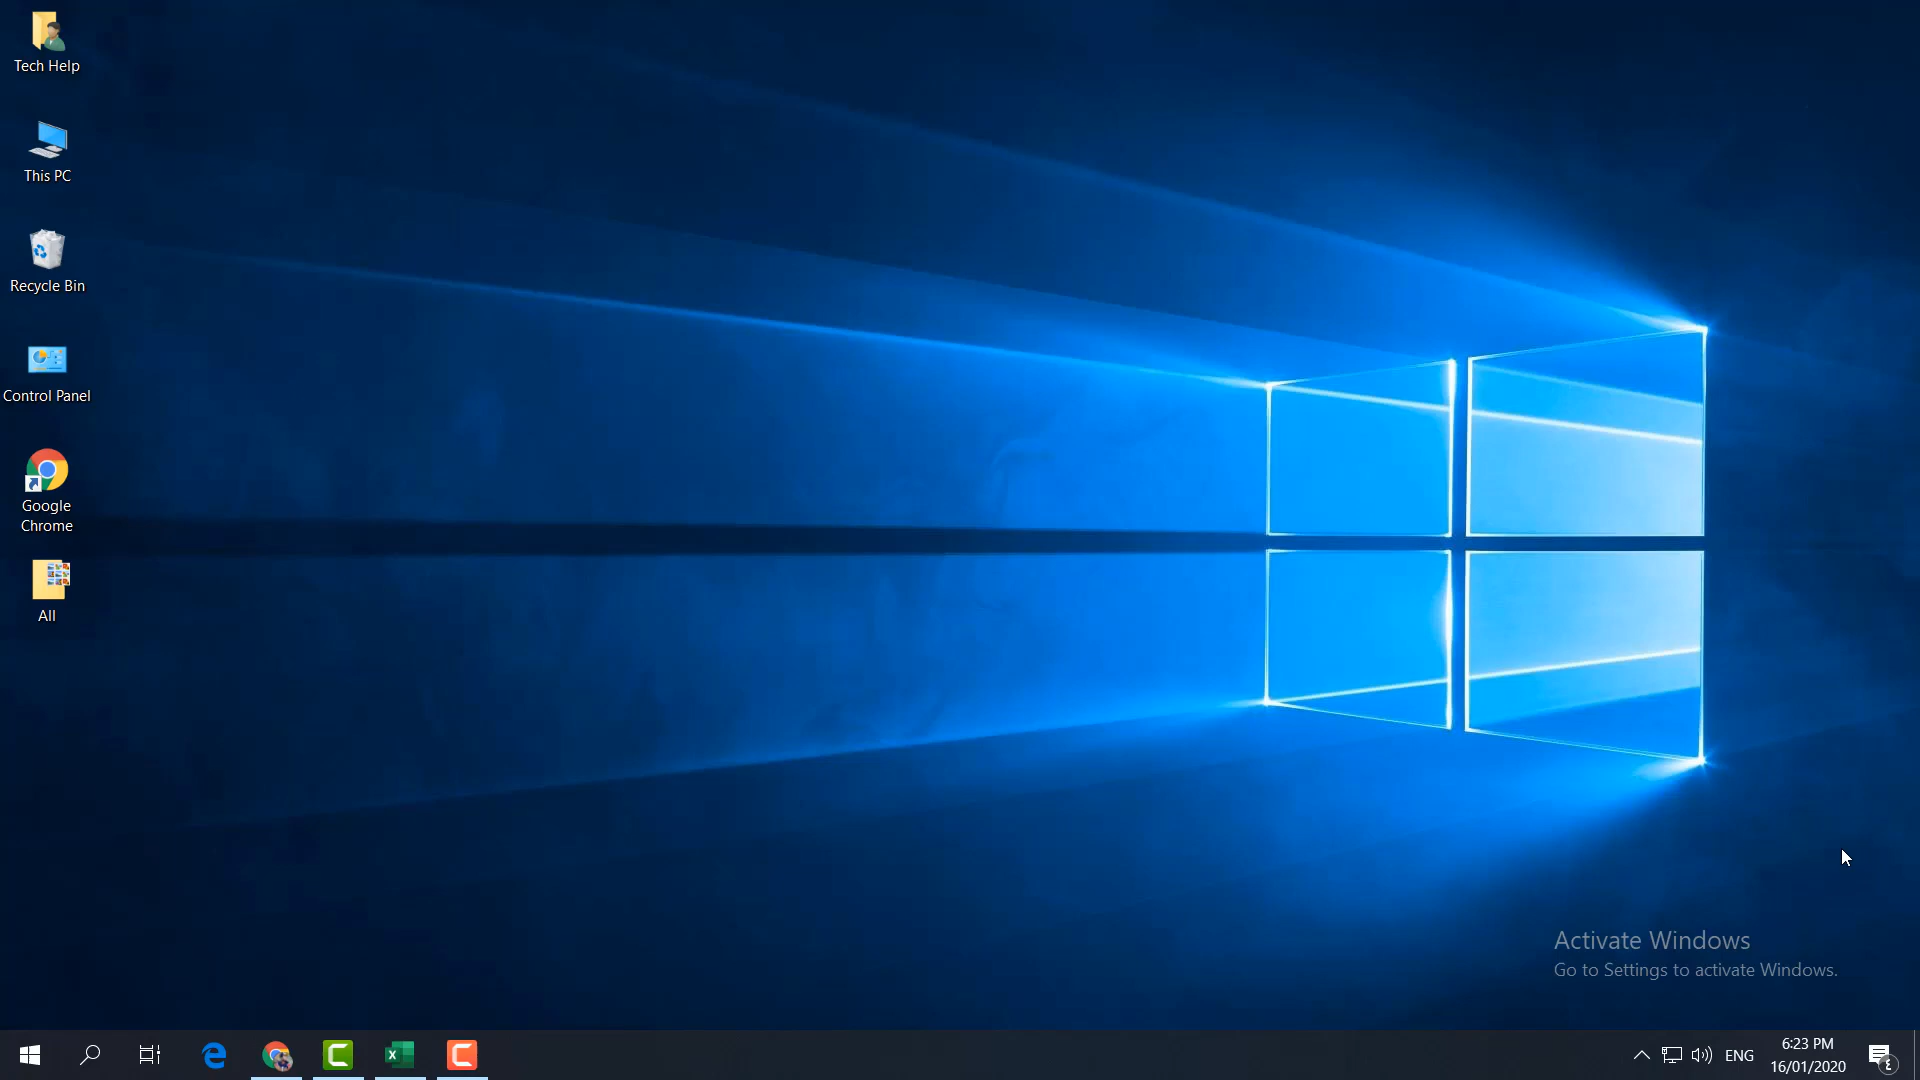 Tech Help
This PC
Recycle Bin
Control Panel
Google
Chrome
All
Activate Windows
Go to Settings to activate Windows.
ENG
6:23 PM
16/01/2020
٤